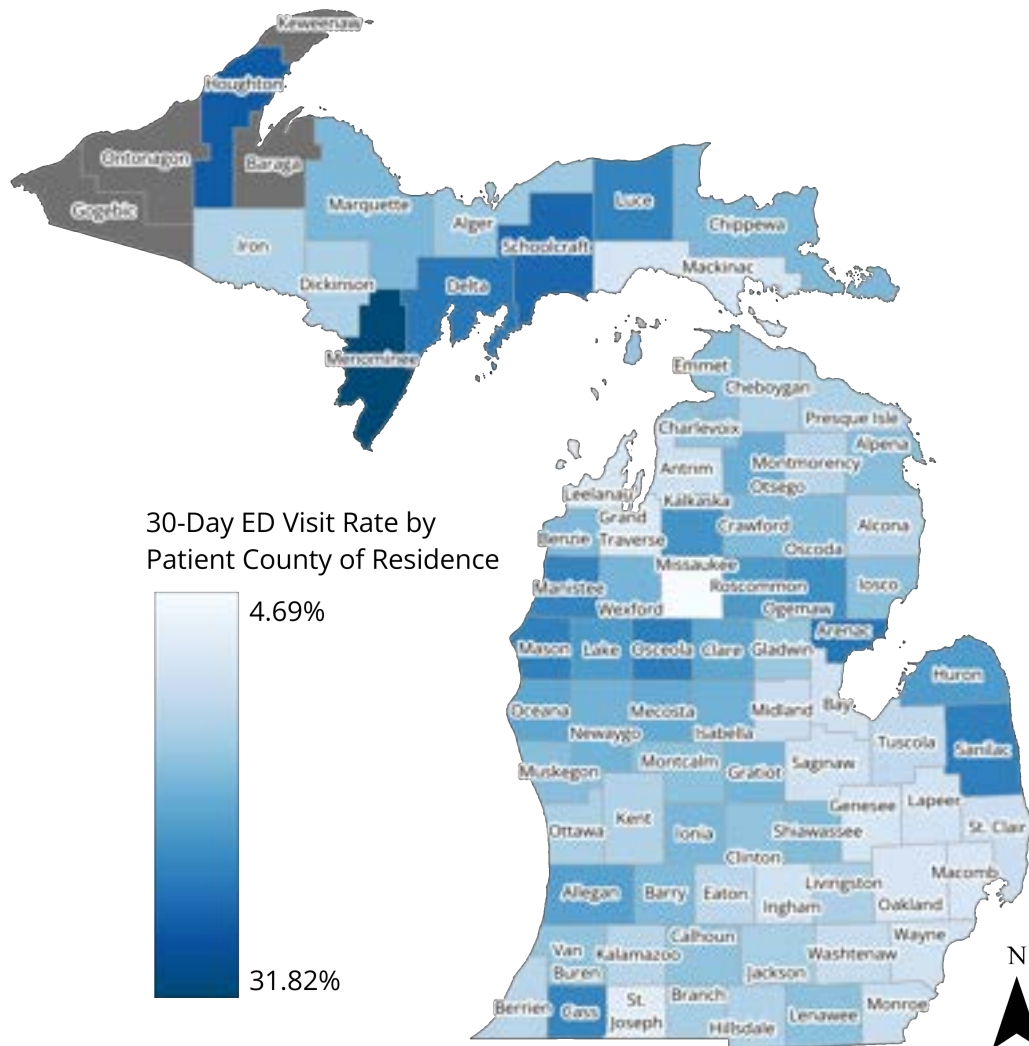 Keweenaw
Houghton
Ontonagon
Baraga
Gogebic
Marquette
Luce
Iron
Alger
Schoolcraft
Chippewa
Mackinac
Dickinson
Delta
Menominee
Emmet
Cheboygan
Presque Isle
Charlevoix
Alpena
Antrim
Montmorency
Otsego
Leelanau
Kalkaska
Grand
Traverse
Benzie
Crawford
Alcona
Oscoda
Missaukee
Manistee
Roscommon
Iosco
Wexford
Ogemaw
Arenac
Mason
Lake
Osceola
Clare
Gladwin
Huron
Oceana
Mecosta
Midland
Bay
Newaygo
Isabella
Tuscola
Sanilac
Muskegon
Montcalm
Gratiot
Saginaw
Kent
Genesee
Lapeer
Ottawa
Ionia
Shiawassee
St. Clair
Clinton
Allegan
Barry
Eaton
Livingston
Macomb
Ingham
Oakland
Van
Buren
Kalamazoo
Calhoun
Washtenaw
Wayne
Jackson
Berrien
Cass
St.
Joseph
Branch
Hillsdale
Lenawee
Monroe
30-Day ED Visit Rate by
Patient County of Residence
4.69%
31.82%
N